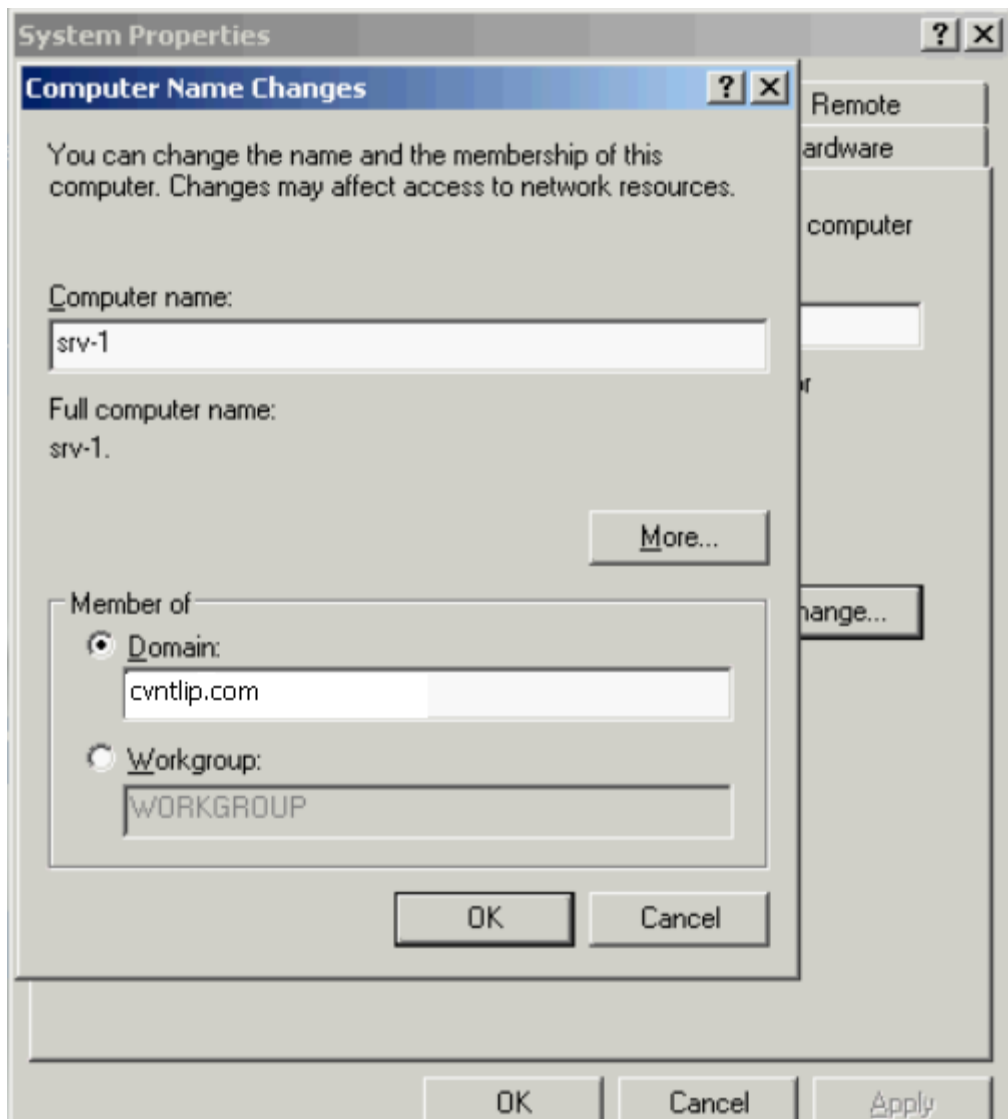 System Properties
Computer Name Changes
Remote
ardware
You can change the name and the membership of this
computer. Changes may affect access to network resources.
computer
Computer name:
srv-1
Full computer name:
srv-1.
More...
Member of
hange...
Domain:
cvntlip.com
Workgroup:
WORKGROUP
OK
Cancel
OK
Cancel
Apply